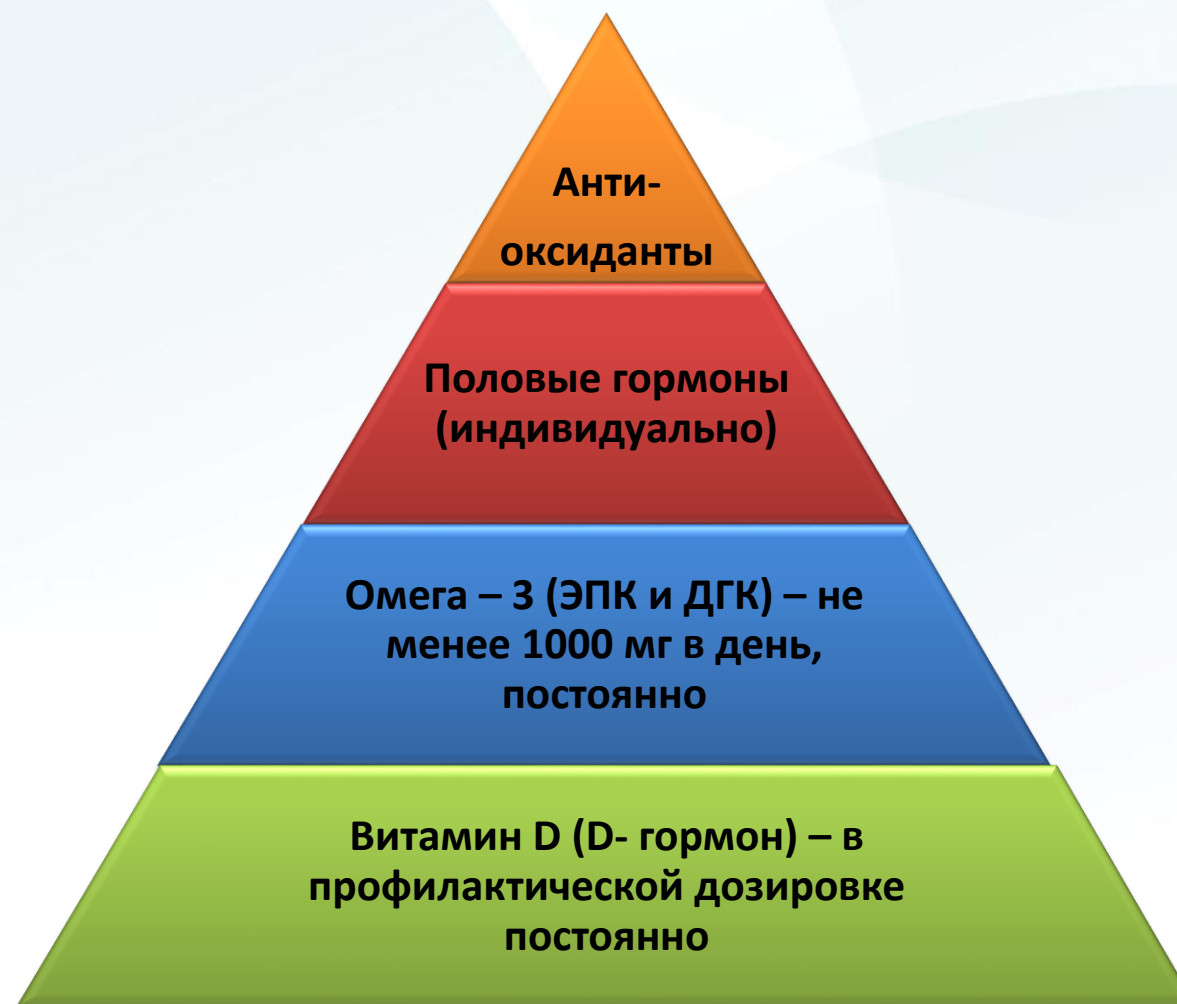 Анти-
оксиданты
Половые гормоны
(индивидуально)
Омега – 3 (ЭПК и ДГК) – не
менее 1000 мг в день,
постоянно
Витамин D (D- гормон) – в
профилактической дозировке
постоянно